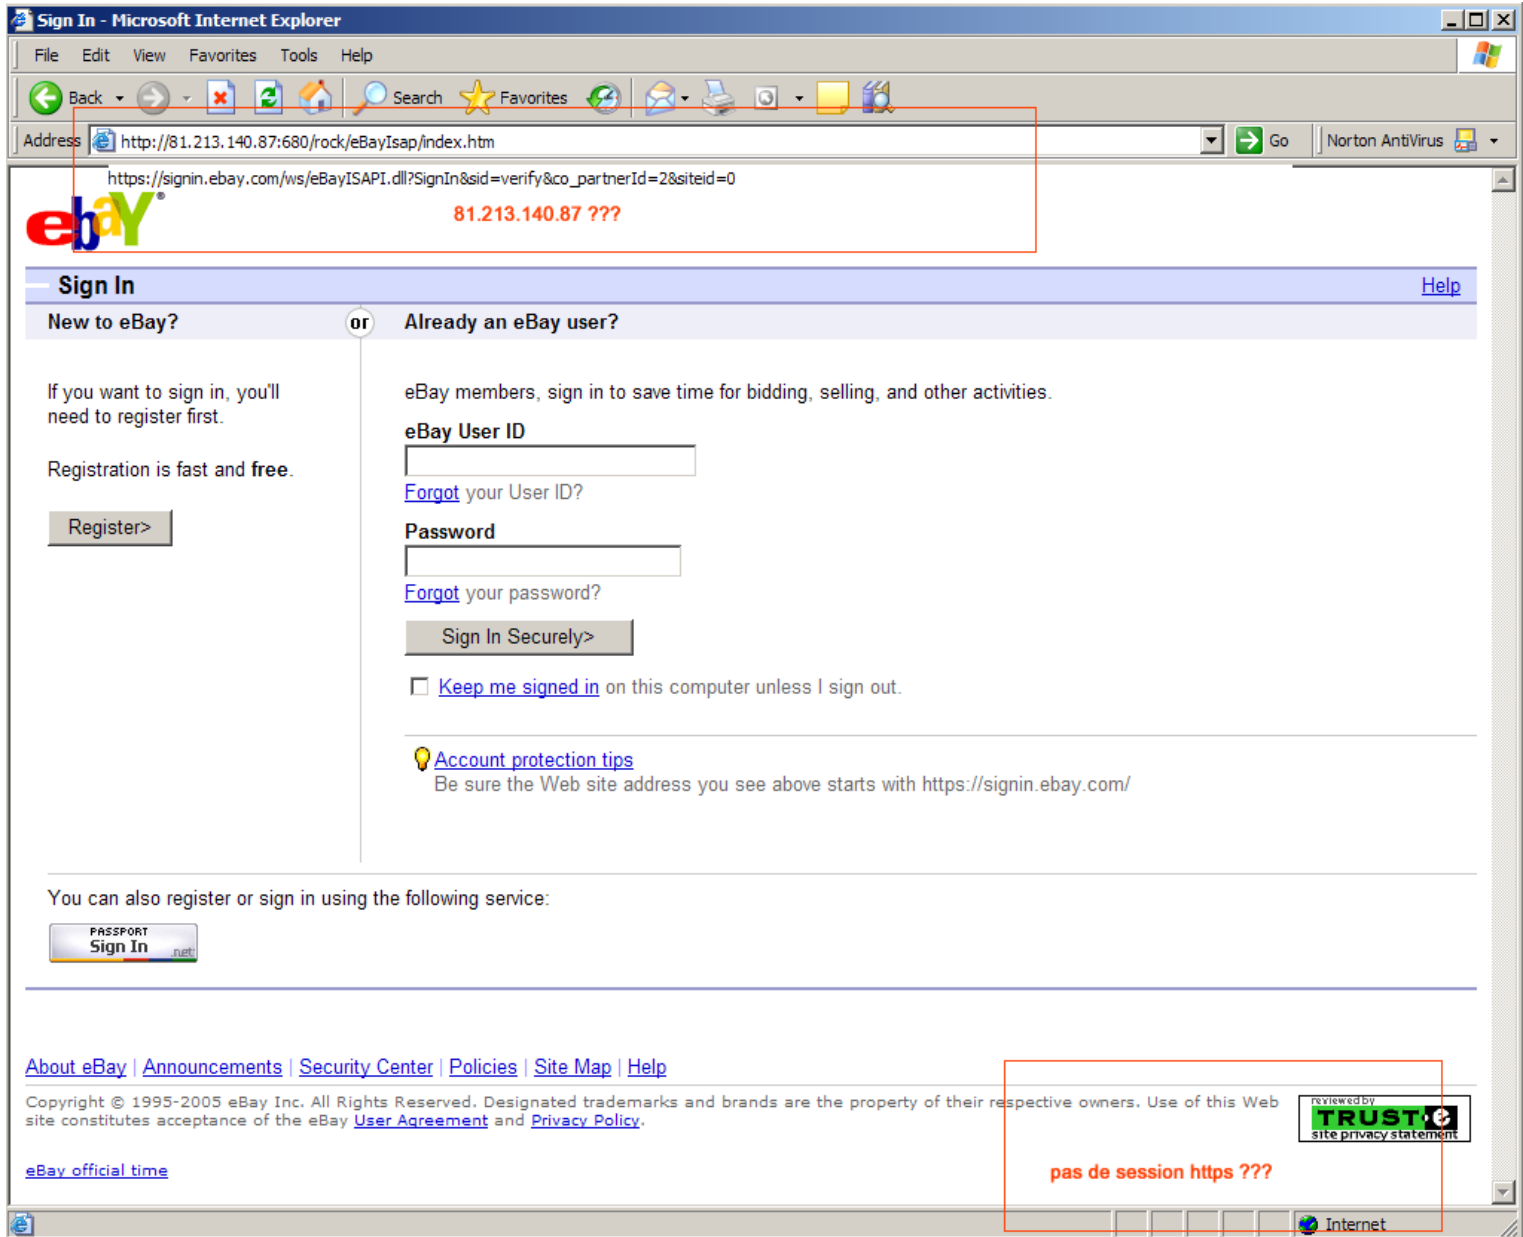 Sign In - Microsoft Internet Explorer
File Edit View Favorites Tools Help
Back Search Favorites
Address http://81.213.140.87:680/rock/eBayIsap/index.htm Go Norton AntiVirus
https://signin.ebay.com/ws/eBayISAPI.dll?SignIn&sid=verify&co_partnerId=2&siteid=0
ebaY®
81.213.140.87 ???
Sign In Help
New to eBay? or Already an eBay user?
If you want to sign in, you'll
need to register first.
Registration is fast and free.
Register>
eBay members, sign in to save time for bidding, selling, and other activities.
eBay User ID
Forgot your User ID?
Password
Forgot your password?
Sign In Securely>
Keep me signed in on this computer unless I sign out.
Account protection tips
Be sure the Web site address you see above starts with https://signin.ebay.com/
You can also register or sign in using the following service:
PASSPORT
Sign In .net
About eBay | Announcements | Security Center | Policies | Site Map | Help
Copyright © 1995-2005 eBay Inc. All Rights Reserved. Designated trademarks and brands are the property of their respective owners. Use of this Web
site constitutes acceptance of the eBay User Agreement and Privacy Policy.
reviewed by
TRUST·e
site privacy statement
eBay official time
pas de session https ???
Internet